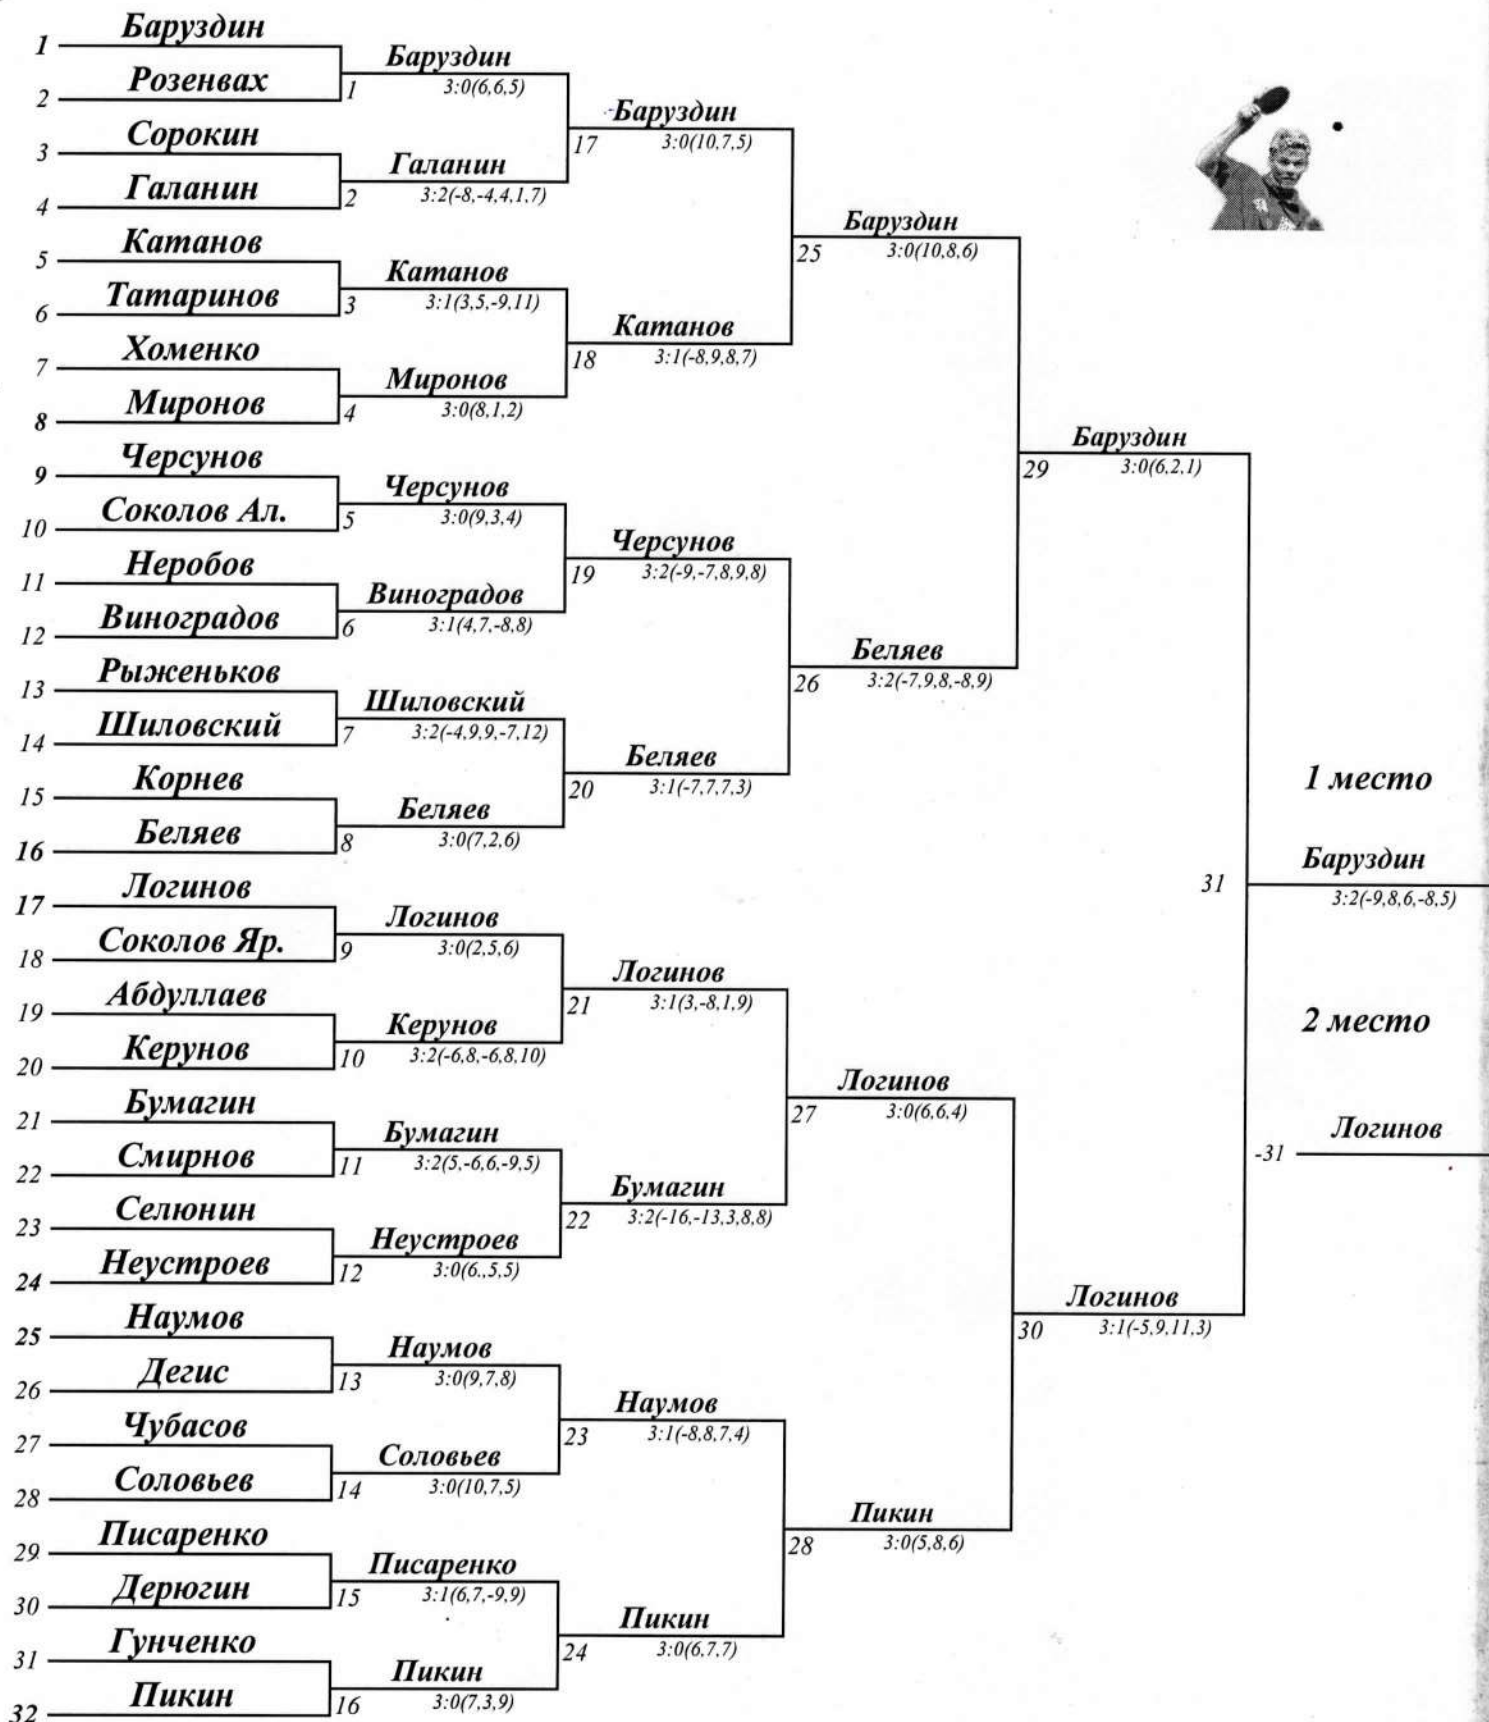 Баруздин
1
Баруздин
Розенвах
3:0(6,6,5)
2
1
Баруздин
Сорокин
17
3:0(10,7,5)
3
Галанин
Галанин
3:2(-8,-4,4,1,7)
4
2
Баруздин
Катанов
25
3:0(10,8,6)
5
Катанов
Татаринов
3:1(3,5,-9,11)
6
3
Катанов
Хоменко
18
3:1(-8,9,8,7)
7
Миронов
Миронов
3:0(8,1,2)
8
4
Баруздин
29
3:0(6,2,1)
Черсунов
9
Черсунов
Соколов Ал.
3:0(9,3,4)
10
5
Черсунов
Неробов
19
3:2(-9,-7,8,9,8)
11
Виноградов
Виноградов
3:1(4,7,-8,8)
12
6
Беляев
26
3:2(-7,9,8,-8,9)
Рыженьков
13
Шиловский
Шиловский
3:2(-4,9,9,-7,12)
14
7
Беляев
Корнев
20
3:1(-7,7,7,3)
15
Беляев
Беляев
3:0(7,2,6)
16
8
1 место
Баруздин
31
3:2(-9,8,6,-8,5)
Логинов
17
Логинов
Соколов Яр.
3:0(2,5,6)
18
9
Логинов
Абдуллаев
21
3:1(3,-8,1,9)
19
Керунов
Керунов
3:2(-6,8,-6,8,10)
20
10
2 место
Логинов
27
3:0(6,6,4)
Бумагин
21
Бумагин
Смирнов
3:2(5,-6,6,-9,5)
22
11
Логинов
-31
Бумагин
Селюнин
22
3:2(-16,-13,3,8,8)
23
Неустроев
Неустроев
3:0(6.,5,5)
24
12
Логинов
30
3:1(-5,9,11,3)
Наумов
25
Наумов
Дегис
3:0(9,7,8)
26
13
Наумов
Чубасов
23
3:1(-8,8,7,4)
27
Соловьев
Соловьев
3:0(10,7,5)
28
14
Пикин
28
3:0(5,8,6)
Писаренко
29
Писаренко
Дерюгин
3:1(6,7,-9,9)
30
15
Пикин
Гунченко
24
3:0(6,7,7)
31
Пикин
Пикин
3:0(7,3,9)
32
16